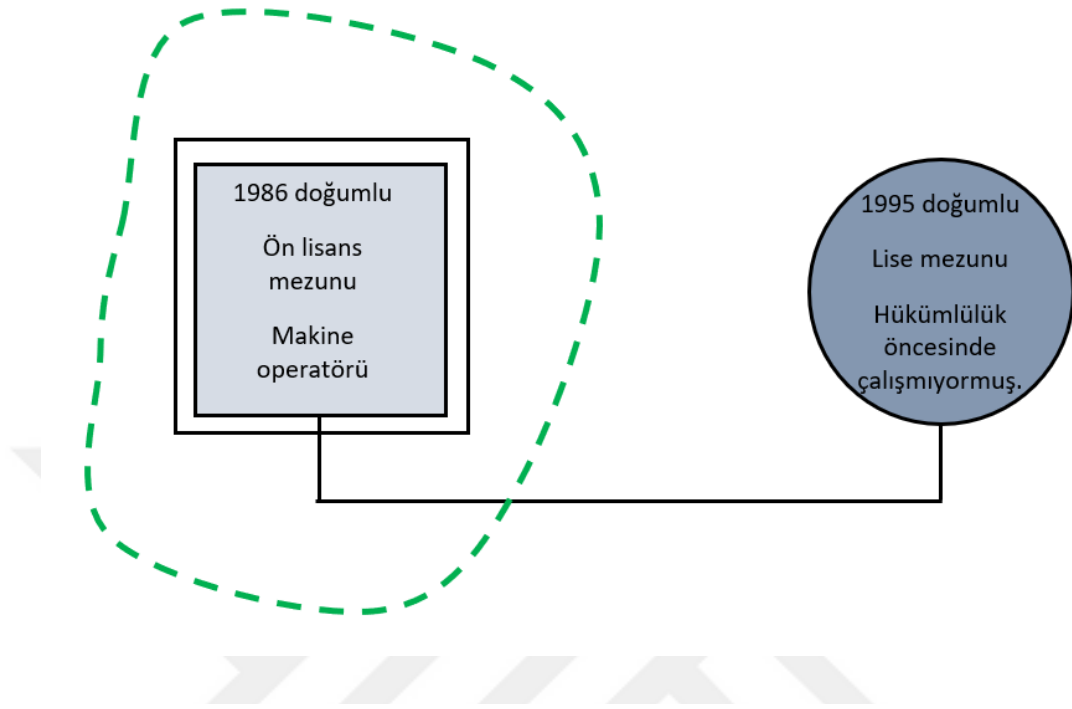 1986 doğumlu
Ön lisans
mezunu
Makine
operatörü
1995 doğumlu
Lise mezunu
Hükümlülük
öncesinde
çalışmıyormuş.